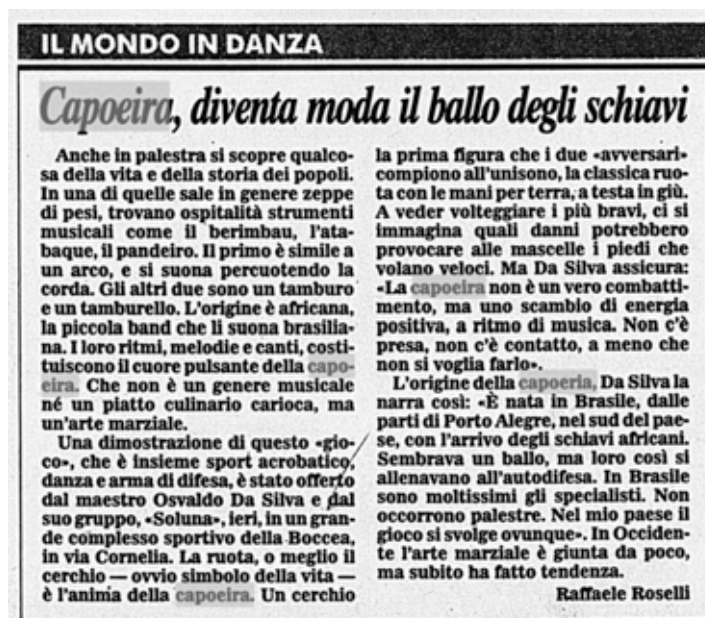 IL MONDO IN DANZA
Capoeira, diventa moda il ballo degli schiavi
Anche in palestra si scopre qualco-
sa della vita e della storia dei popoli.
In una di quelle sale in genere zeppe
di pesi, trovano ospitalità strumenti
musicali come il berimbau, l'ata-
baque, il pandeiro. Il primo è simile a
un arco, e si suona percuotendo la
corda. Gli altri due sono un tamburo
e un tamburello. L'origine è africana,
la piccola band che li suona brasilia-
na. I loro ritmi, melodie e canti, costi-
tuiscono il cuore pulsante della capo-
eira. Che non è un genere musicale
né un piatto culinario carioca, ma
un'arte marziale.
Una dimostrazione di questo «gio-
co», che è insieme sport acrobatico,
danza e arma di difesa, è stato offerto
dal maestro Osvaldo Da Silva e dal
suo gruppo, «Soluna», ieri, in un gran-
de complesso sportivo della Boccea,
in via Cornelia. La ruota, o meglio il
cerchio — ovvio simbolo della vita —
è l'anima della capoeira. Un cerchio
la prima figura che i due «avversari»
compiono all'unisono, la classica ruo-
ta con le mani per terra, a testa in giù.
A veder volteggiare i più bravi, ci si
immagina quali danni potrebbero
provocare alle mascelle i piedi che
volano veloci. Ma Da Silva assicura:
«La capoeira non è un vero combatti-
mento, ma uno scambio di energia
positiva, a ritmo di musica. Non c'è
presa, non c'è contatto, a meno che
non si voglia farlo».
L'origine della capoeria, Da Silva la
narra così: «È nata in Brasile, dalle
parti di Porto Alegre, nel sud del pae-
se, con l'arrivo degli schiavi africani.
Sembrava un ballo, ma loro così si
allenavano all'autodifesa. In Brasile
sono moltissimi gli specialisti. Non
occorrono palestre. Nel mio paese il
gioco si svolge ovunque». In Occiden-
te l'arte marziale è giunta da poco,
ma subito ha fatto tendenza.
Raffaele Roselli